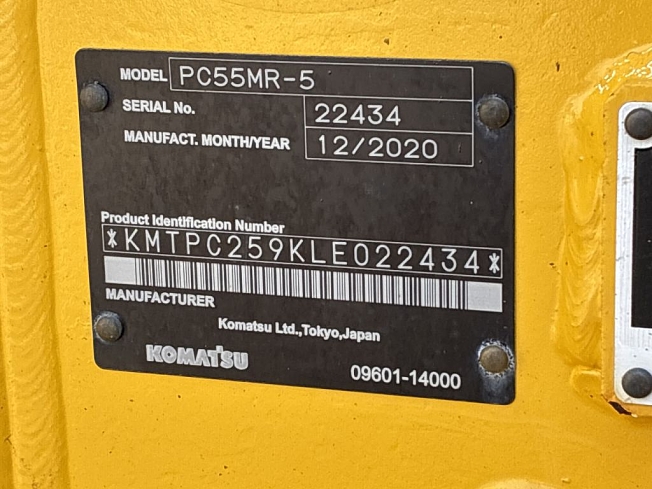 MODEL PC55MR-5
SERIAL No. 22434
MANUFACT. MONTH/YEAR 12/2020
Product Identification Number
*KMTPC259KLE022434*
MANUFACTURER
Komatsu Ltd.,Tokyo,Japan
KOMATSU
09601-14000